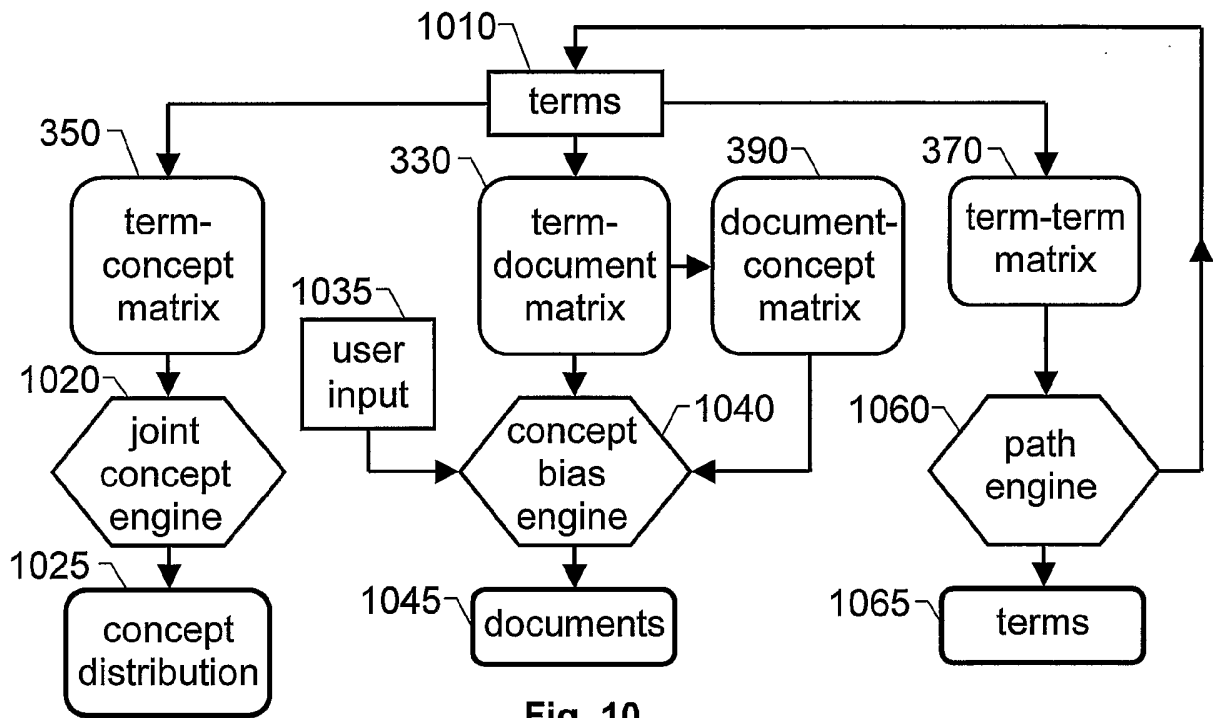 1010
terms
350
330
390
370
term-
concept
matrix
term-
document
matrix
document-
concept
matrix
term-term
matrix
1035
user
input
1020
joint
concept
engine
1040
concept
bias
engine
1060
path
engine
1025
concept
distribution
1045
documents
1065
terms
Fig. 10